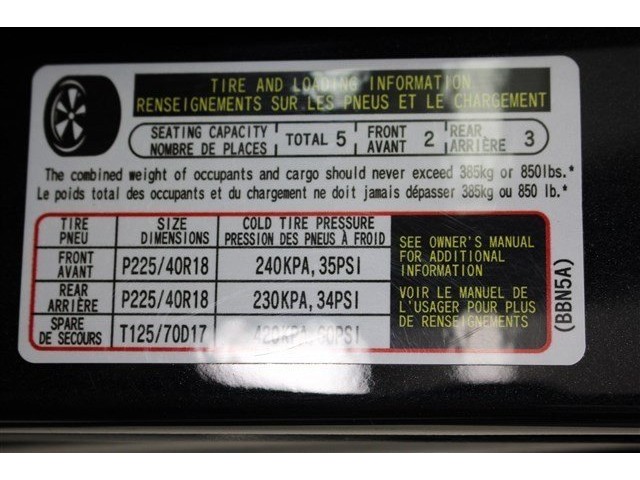 TIRE AND LOADING INFORMATION
RENSEIGNEMENTS SUR LES PNEUS ET LE CHARGEMENT
SEATING CAPACITY
NOMBRE DE PLACES
TOTAL 5
FRONT
AVANT
2
REAR
ARRIÈRE
3
The combined weight of occupants and cargo should never exceed 385kg or 850lbs.*
Le poids total des occupants et du chargement ne doit jamais dépasser 385kg ou 850 lb.*
TIRE
PNEU
SIZE
DIMENSIONS
COLD TIRE PRESSURE
PRESSION DES PNEUS À FROID
FRONT
AVANT
P225/40R18
240KPA, 35PSI
REAR
ARRIÈRE
P225/40R18
230KPA, 34PSI
SPARE
DE SECOURS
T125/70D17
420KPA, 60PSI
SEE OWNER'S MANUAL
FOR ADDITIONAL
INFORMATION
VOIR LE MANUEL DE
L'USAGER POUR PLUS
DE RENSEIGNEMENTS
(BBN5A)